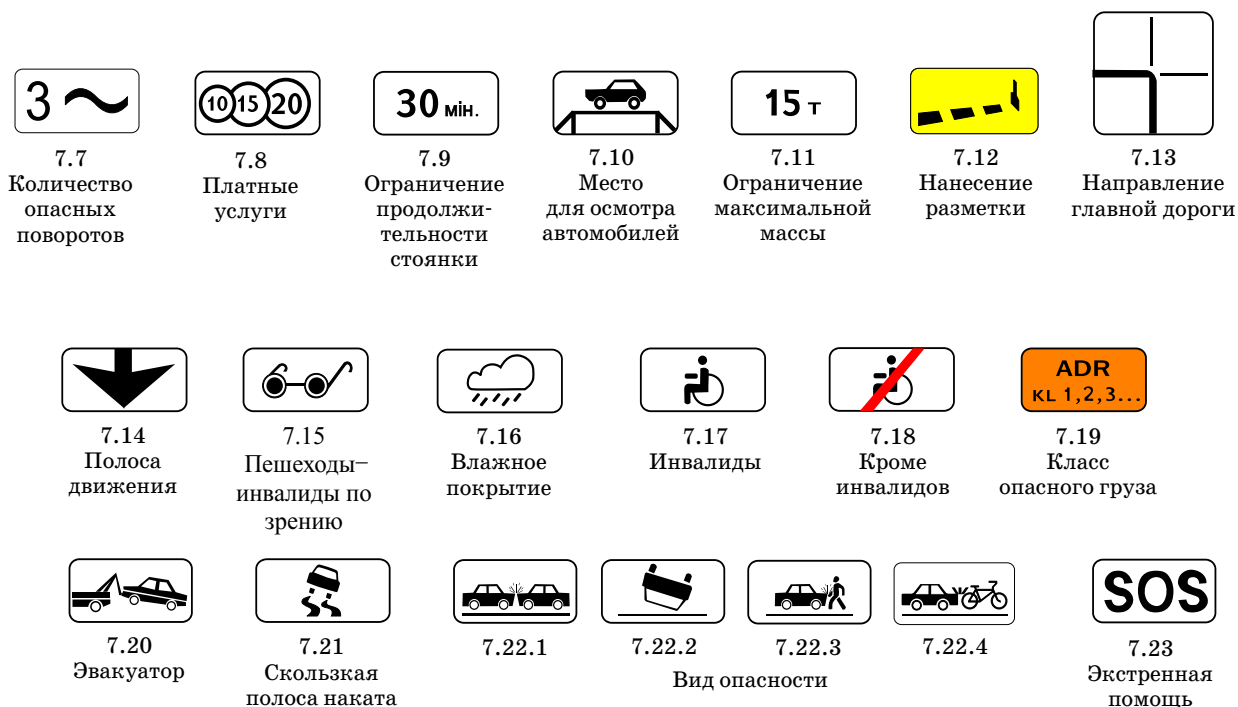 3
10 15 20
30 мін.
15 т
7.7
Количество
опасных
поворотов
7.8
Платные
услуги
7.9
Ограничение
продолжи-
тельности
стоянки
7.10
Место
для осмотра
автомобилей
7.11
Ограничение
максимальной
массы
7.12
Нанесение
разметки
7.13
Направление
главной дороги
ADR
KL 1,2,3...
7.14
Полоса
движения
7.15
Пешеходы–
инвалиды по
зрению
7.16
Влажное
покрытие
7.17
Инвалиды
7.18
Кроме
инвалидов
7.19
Класс
опасного груза
SOS
7.20
Эвакуатор
7.21
Скользкая
полоса наката
7.22.1
7.22.2
7.22.3
7.22.4
Вид опасности
7.23
Экстренная
помощь